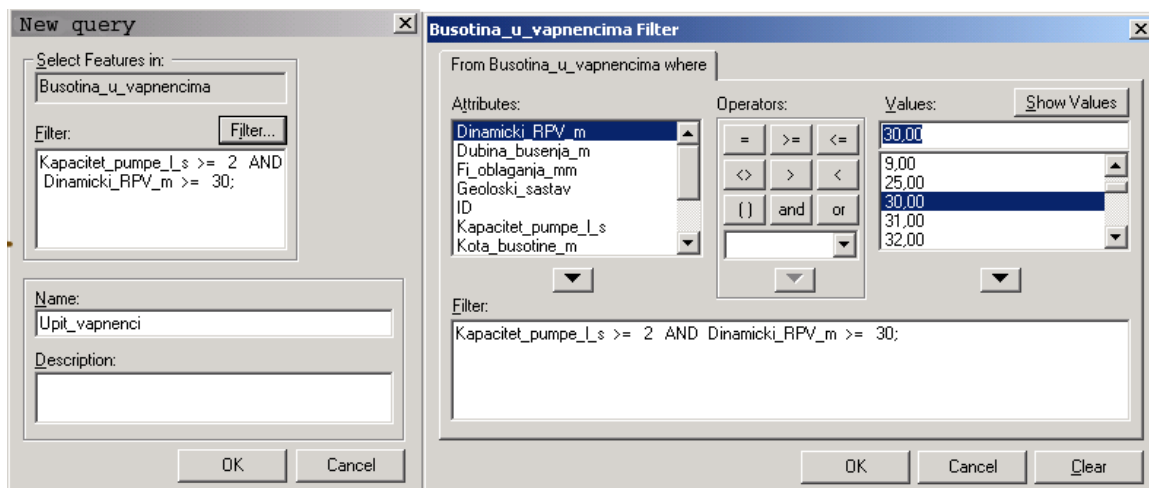 New query
Select Features in:
Busotina_u_vapnencima
Filter:
Filter...
Kapacitet_pumpe_l_s >= 2 AND
Dinamicki_RPV_m >= 30;
Name:
Upit_vapnenci
Description:
OK
Cancel
Busotina_u_vapnencima Filter
From Busotina_u_vapnencima where
Attributes:
Dinamicki_RPV_m
Dubina_busenja_m
Fi_oblaganja_mm
Geoloski_sastav
ID
Kapacitet_pumpe_l_s
Kota_busotine_m
Operators:
= >= <=
<> > <
() and or
Values:
Show Values
30,00
9,00
25,00
30,00
31,00
32,00
Filter:
Kapacitet_pumpe_l_s >= 2 AND Dinamicki_RPV_m >= 30;
OK
Cancel
Clear